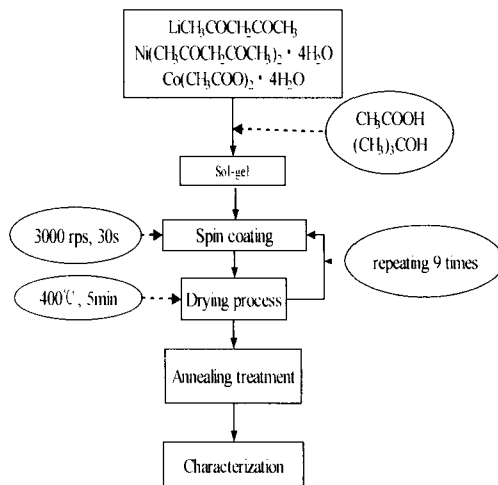 LiCH₃COCH₂COCH₃
Ni(CH₃COCH₂COCH₃)₂・4H₂O
Co(CH₃COO)₂・4H₂O
CH₃COOH
(CH₃)₃COH
Sol-gel
3000 rps, 30s
Spin coating
repeating 9 times
400℃, 5min
Drying process
Annealing treatment
Characterization